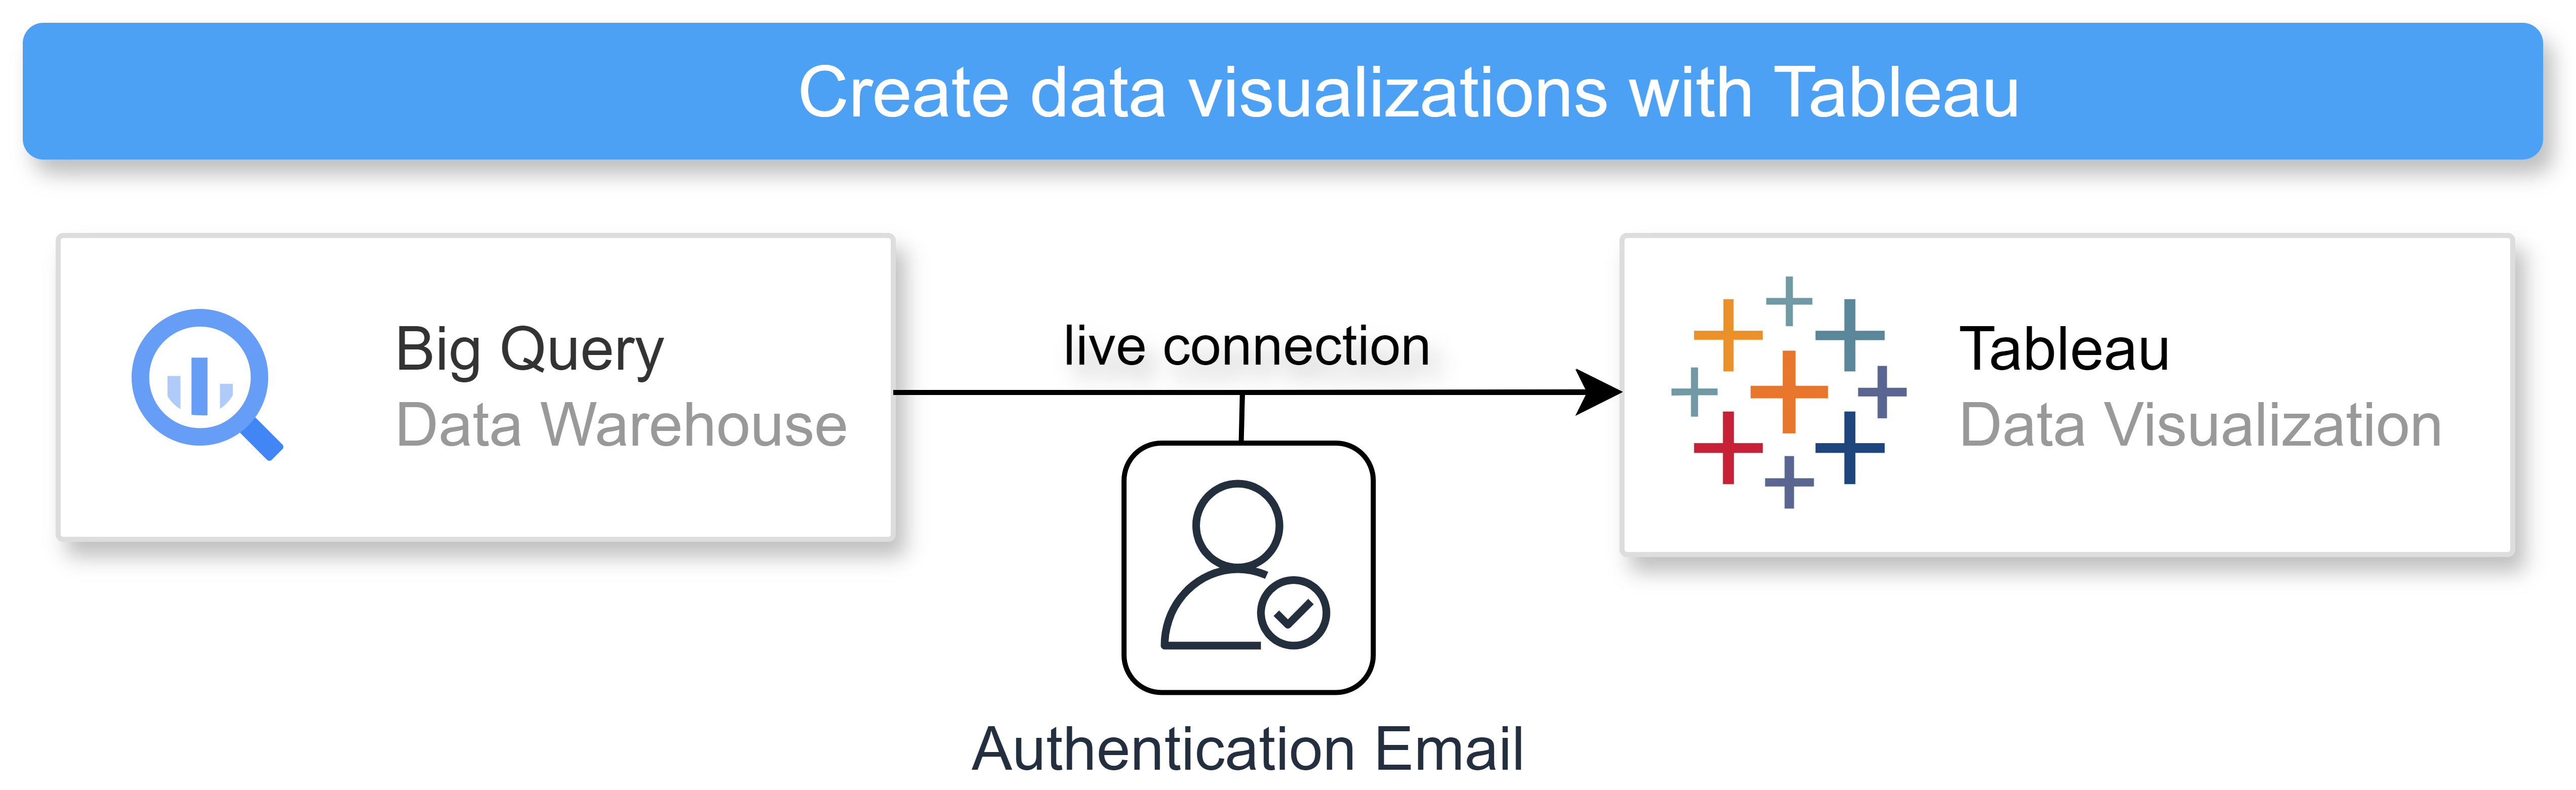 Create data visualizations with Tableau
Big Query
Data Warehouse
live connection
Tableau
Data Visualization
Authentication Email